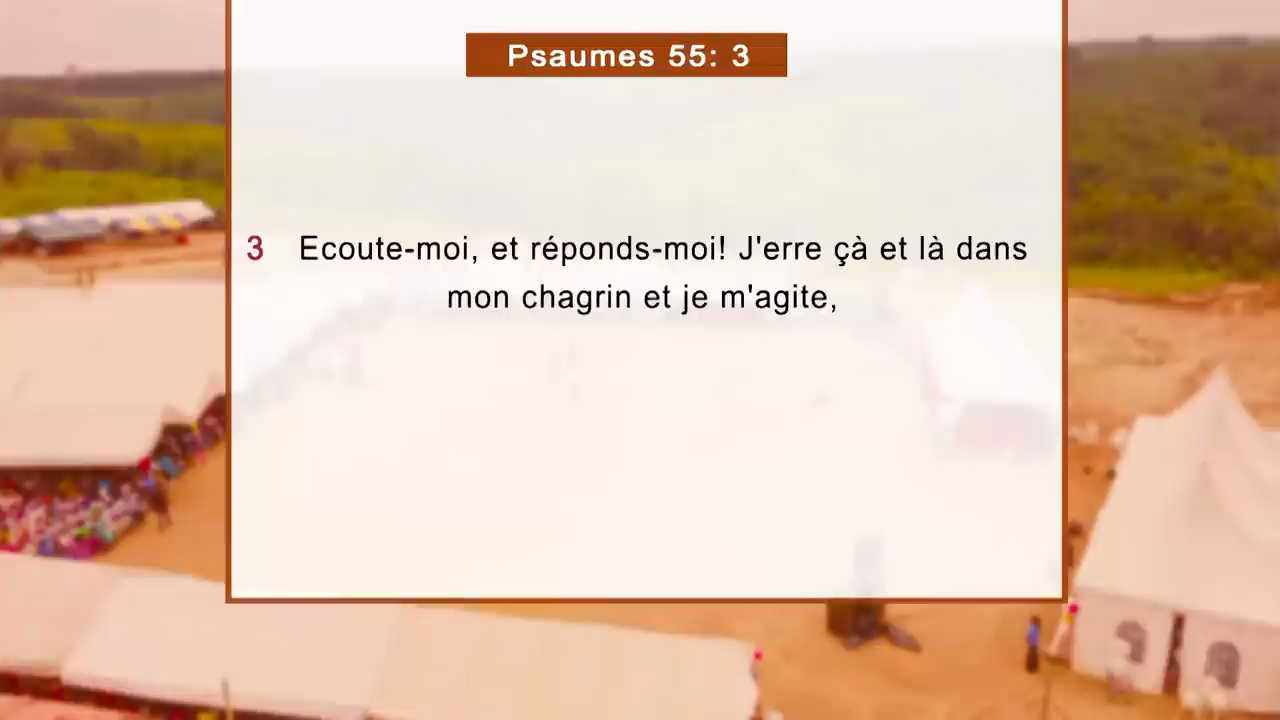 Psaumes 55: 3
3 Ecoute-moi, et réponds-moi! J'erre çà et là dans
mon chagrin et je m'agite,